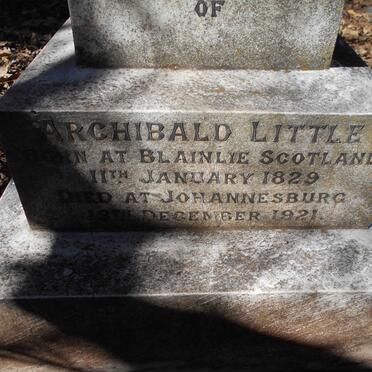 OF
ARCHIBALD LITTLE
BORN AT BLAINLIE SCOTLAND
11TH JANUARY 1829
DIED AT JOHANNESBURG
DECEMBER 1921.